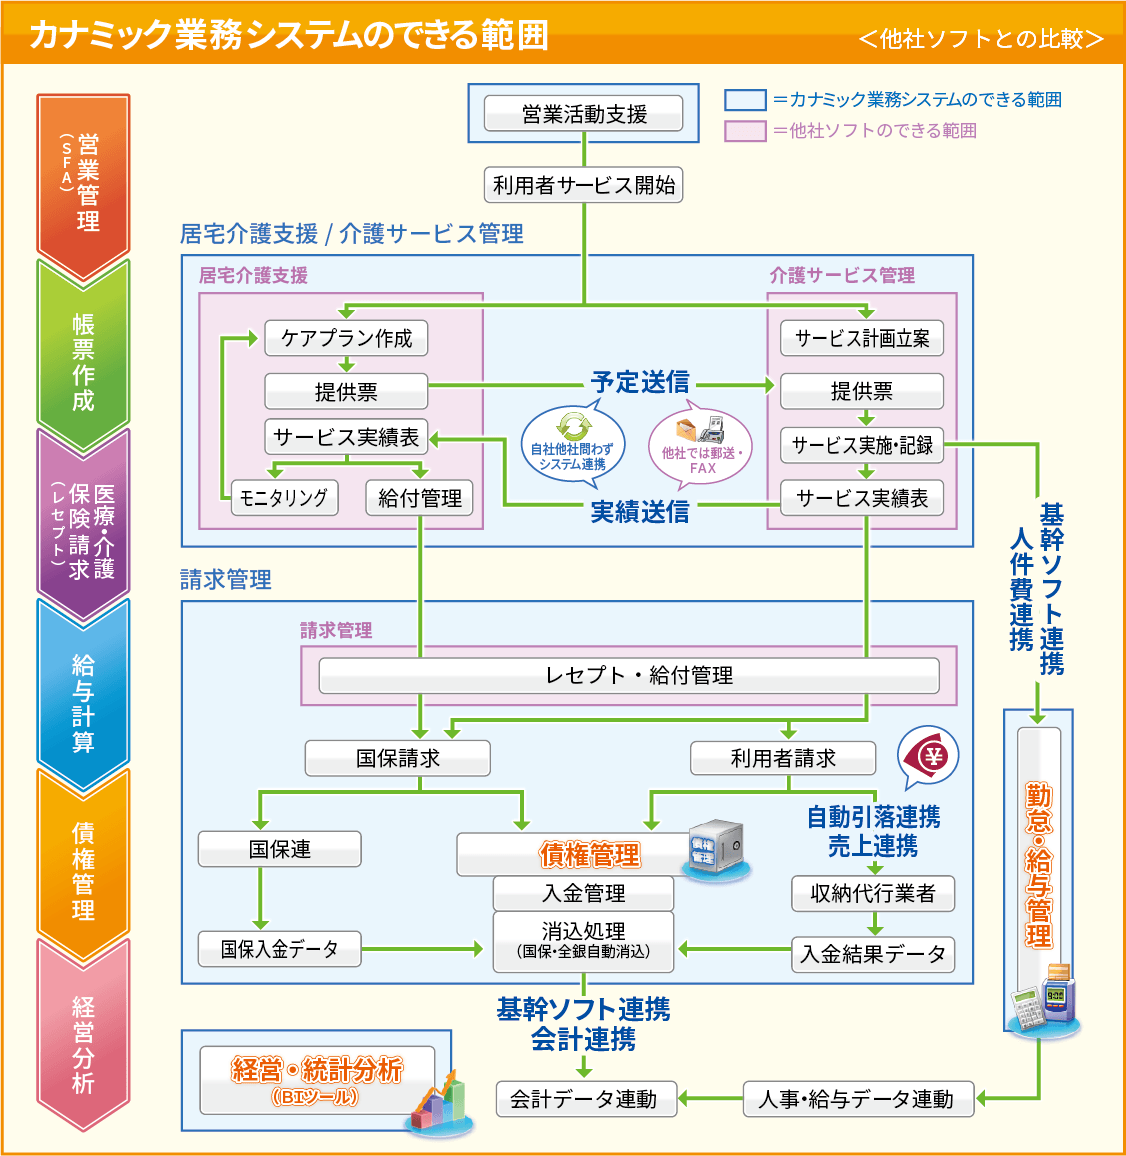 カナミック業務システムのできる範囲
＜他社ソフトとの比較＞
＝カナミック業務システムのできる範囲
＝他社ソフトのできる範囲
営業管理
（SFA）
帳票作成
医療・介護
保険請求
（レセプト）
給与計算
債権管理
経営分析
営業活動支援
利用者サービス開始
居宅介護支援 / 介護サービス管理
居宅介護支援
介護サービス管理
ケアプラン作成
サービス計画立案
提供票
予定送信
提供票
サービス実績表
自社他社問わず
システム連携
他社では郵送・
FAX
サービス実施・記録
モニタリング
給付管理
実績送信
サービス実績表
基幹ソフト連携
人件費連携
請求管理
請求管理
レセプト・給付管理
国保請求
利用者請求
¥
自動引落連携
売上連携
国保連
債権管理
債権
管理
入金管理
収納代行業者
消込処理
（国保・全銀自動消込）
国保入金データ
入金結果データ
勤怠・給与管理
9:00
基幹ソフト連携
会計連携
経営・統計分析
（BIツール）
会計データ連動
人事・給与データ連動